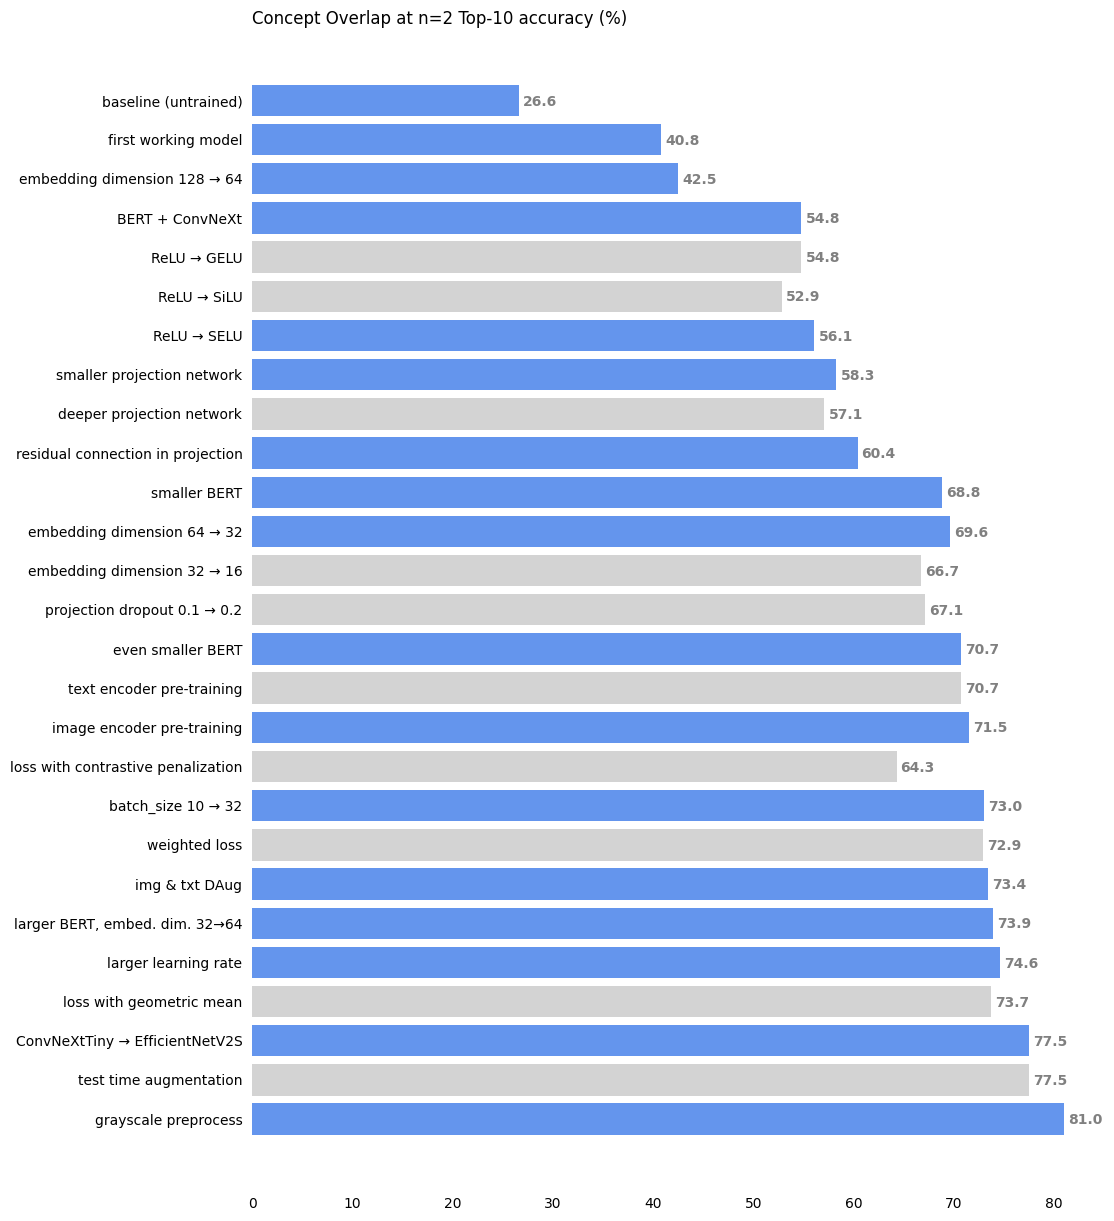 Concept Overlap at n=2 Top-10 accuracy (%)
baseline (untrained) 26.6
first working model 40.8
embedding dimension 128 → 64 42.5
BERT + ConvNeXt 54.8
ReLU → GELU 54.8
ReLU → SiLU 52.9
ReLU → SELU 56.1
smaller projection network 58.3
deeper projection network 57.1
residual connection in projection 60.4
smaller BERT 68.8
embedding dimension 64 → 32 69.6
embedding dimension 32 → 16 66.7
projection dropout 0.1 → 0.2 67.1
even smaller BERT 70.7
text encoder pre-training 70.7
image encoder pre-training 71.5
loss with contrastive penalization 64.3
batch_size 10 → 32 73.0
weighted loss 72.9
img & txt DAug 73.4
larger BERT, embed. dim. 32→64 73.9
larger learning rate 74.6
loss with geometric mean 73.7
ConvNeXtTiny → EfficientNetV2S 77.5
test time augmentation 77.5
grayscale preprocess 81.0
0 10 20 30 40 50 60 70 80